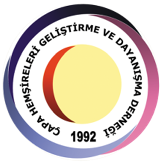 ÇAPA HEMŞİRELERİ GELİŞTİRME VE DAYANIŞMA DERNEĞİ
1992